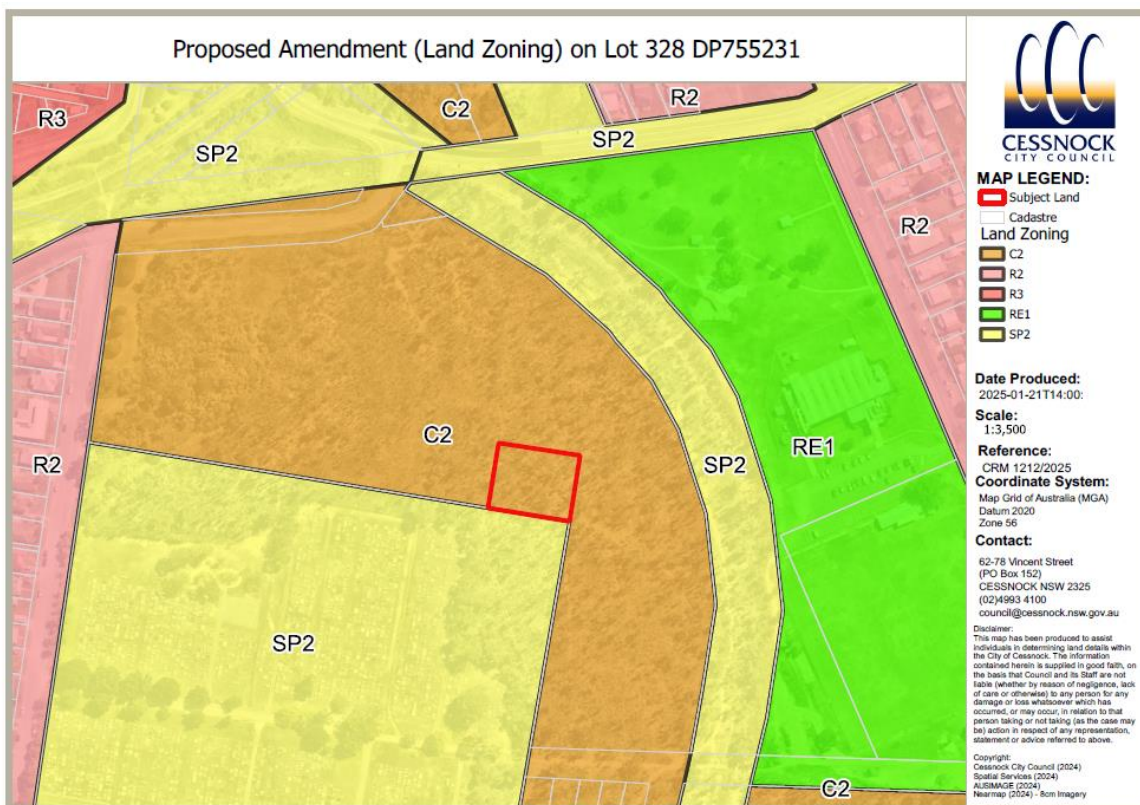 Proposed Amendment (Land Zoning) on Lot 328 DP755231
R3
SP2
C2
R2
SP2
R2
C2
SP2
RE1
R2
SP2
C2
CESSNOCK
CITY COUNCIL
MAP LEGEND:
Subject Land
Cadastre
Land Zoning
C2
R2
R3
RE1
SP2
Date Produced:
2025-01-21T14:00:
Scale:
1:3,500
Reference:
CRM 1212/2025
Coordinate System:
Map Grid of Australia (MGA)
Datum 2020
Zone 56
Contact:
62-78 Vincent Street
(PO Box 152)
CESSNOCK NSW 2325
(02)4993 4100
council@cessnock.nsw.gov.au
Disclaimer:
This map has been produced to assist
individuals in determining land details within
the City of Cessnock. The information
contained herein is supplied in good faith, on
the basis that Council and its Staff are not
liable (whether by reason of negligence, lack
of care or otherwise) to any person for any
damage or loss whatsoever which has
occurred, or may occur, in relation to that
person taking or not taking (as the case may
be) action in respect of any representation,
statement or advice referred to above.
Copyright:
Cessnock City Council (2024)
Spatial Services (2024)
AUSIMAGE (2024)
Nearmap (2024) - 8cm Imagery